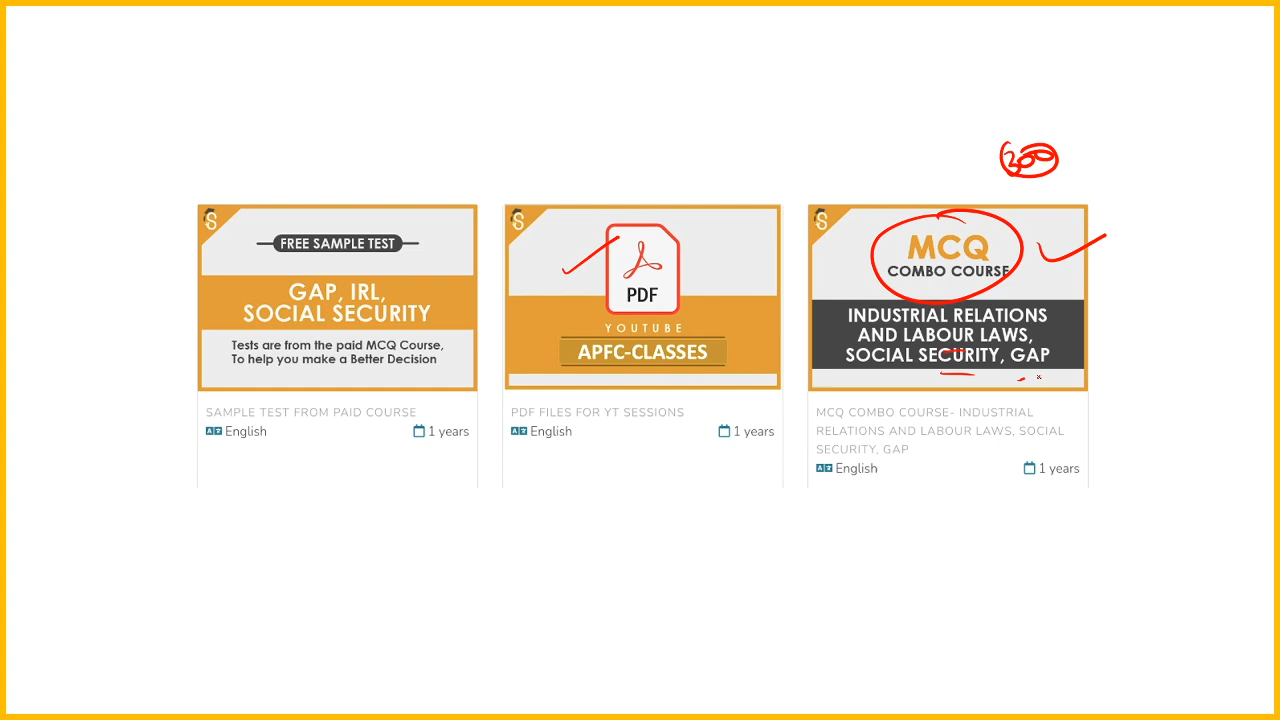 300
FREE SAMPLE TEST
GAP, IRL,
SOCIAL SECURITY
Tests are from the paid MCQ Course,
To help you make a Better Decision
SAMPLE TEST FROM PAID COURSE
English
1 years
PDF
YOUTUBE
APFC-CLASSES
PDF FILES FOR YT SESSIONS
English
1 years
MCQ
COMBO COURSE
INDUSTRIAL RELATIONS
AND LABOUR LAWS,
SOCIAL SECURITY, GAP
MCQ COMBO COURSE- INDUSTRIAL
RELATIONS AND LABOUR LAWS, SOCIAL
SECURITY, GAP
English
1 years